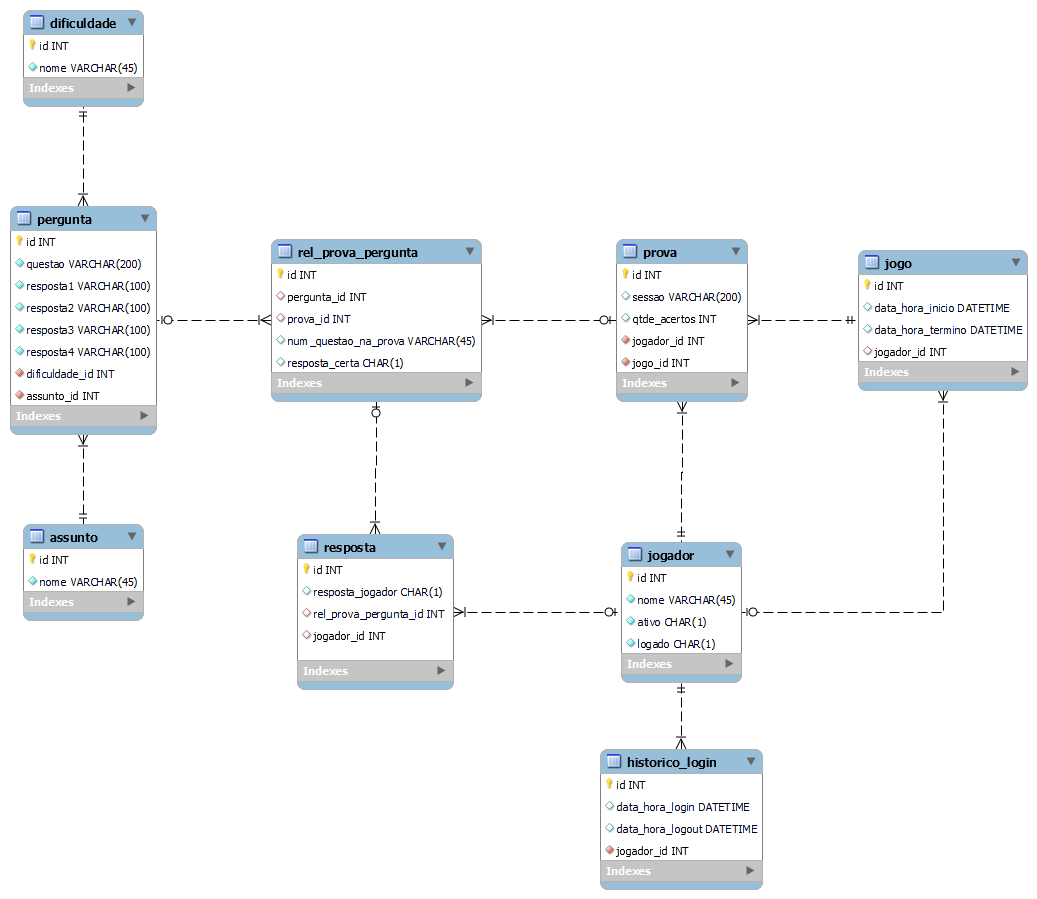 dificuldade
id INT
nome VARCHAR(45)
Indexes
pergunta
id INT
questao VARCHAR(200)
resposta1 VARCHAR(100)
resposta2 VARCHAR(100)
resposta3 VARCHAR(100)
resposta4 VARCHAR(100)
dificuldade_id INT
assunto_id INT
Indexes
assunto
id INT
nome VARCHAR(45)
Indexes
rel_prova_pergunta
id INT
pergunta_id INT
prova_id INT
num_questao_na_prova VARCHAR(45)
resposta_certa CHAR(1)
Indexes
resposta
id INT
resposta_jogador CHAR(1)
rel_prova_pergunta_id INT
jogador_id INT
Indexes
prova
id INT
sessao VARCHAR(200)
qtde_acertos INT
jogador_id INT
jogo_id INT
Indexes
jogo
id INT
data_hora_inicio DATETIME
data_hora_termino DATETIME
jogador_id INT
Indexes
jogador
id INT
nome VARCHAR(45)
ativo CHAR(1)
logado CHAR(1)
Indexes
historico_login
id INT
data_hora_login DATETIME
data_hora_logout DATETIME
jogador_id INT
Indexes